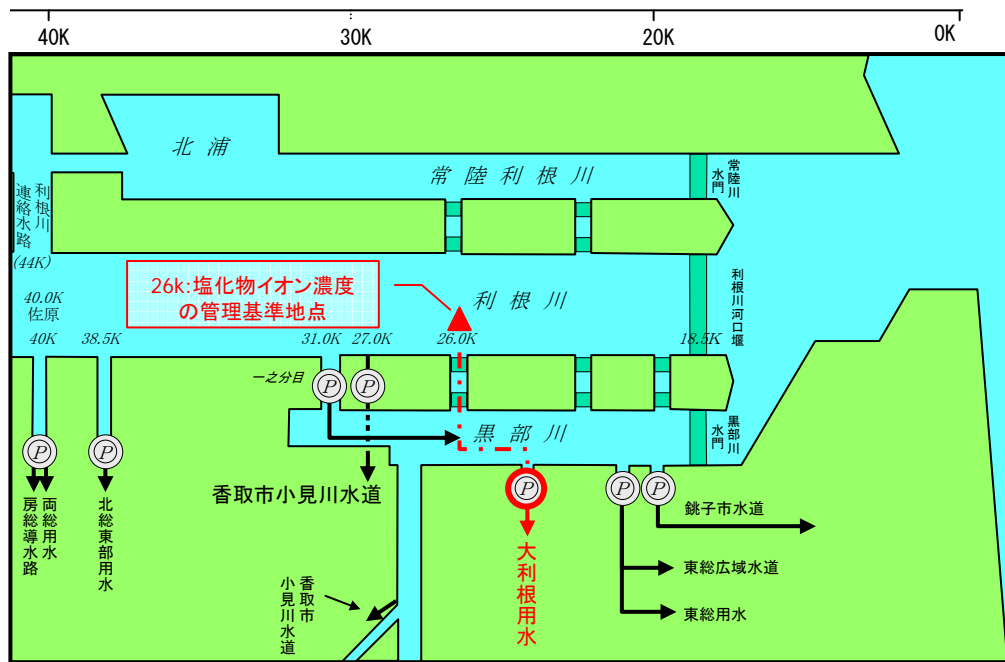 40K
30K
20K
0K
北浦
常陸利根川
常陸川
水門
利根川
連絡水路
(44K)
26k:塩化物イオン濃度
の管理基準地点
利根川
利根川河口堰
40.0K
佐原
40K
38.5K
31.0K
27.0K
26.0K
18.5K
一之分目
P
P
黒部川
黒部川
水門
P
P
香取市小見川水道
P
P
P
銚子市水道
両総用水
房総導水路
北総東部用水
大利根用水
東総広域水道
東総用水
香取市
小見川水道